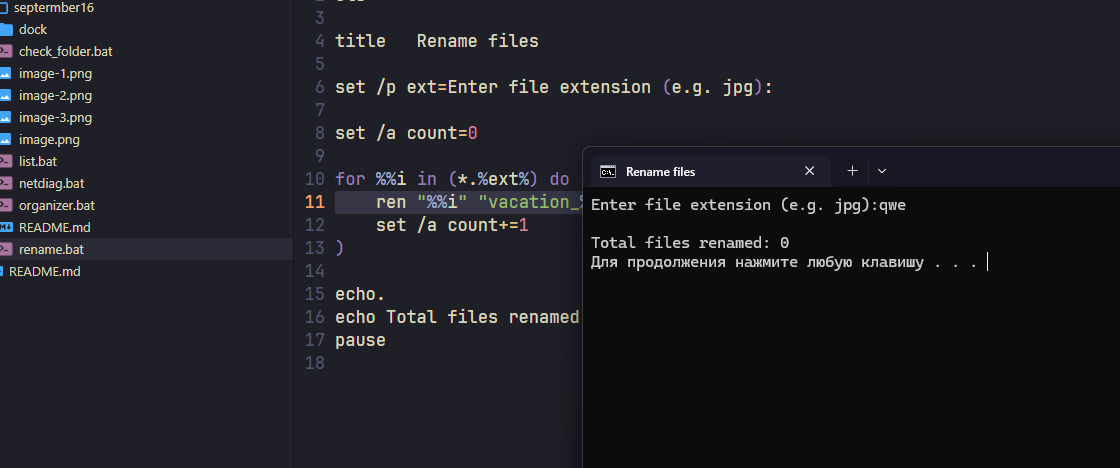 septermber16
dock
check_folder.bat
image-1.png
image-2.png
image-3.png
image.png
list.bat
netdiag.bat
organizer.bat
README.md
rename.bat
README.md
3
4 title   Rename files
5
6 set /p ext=Enter file extension (e.g. jpg):
7
8 set /a count=0
9
10 for %%i in (*.%ext%) do
11     ren "%%i" "vacation_%
12     set /a count+=1
13 )
14
15 echo.
16 echo Total files renamed
17 pause
18
Rename files
Enter file extension (e.g. jpg):qwe
Total files renamed: 0
Для продолжения нажмите любую клавишу . . .